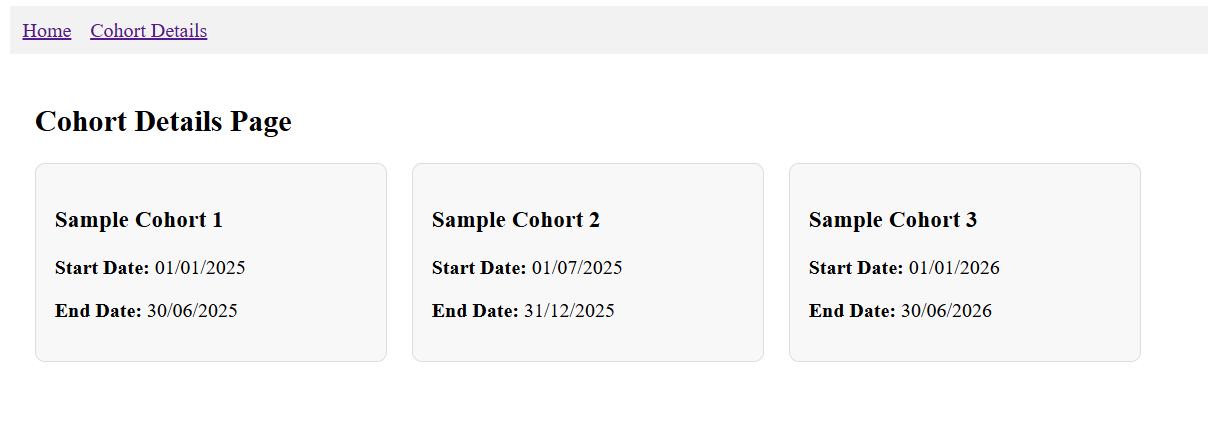 Home Cohort Details
Cohort Details Page
Sample Cohort 1
Start Date: 01/01/2025
End Date: 30/06/2025
Sample Cohort 2
Start Date: 01/07/2025
End Date: 31/12/2025
Sample Cohort 3
Start Date: 01/01/2026
End Date: 30/06/2026